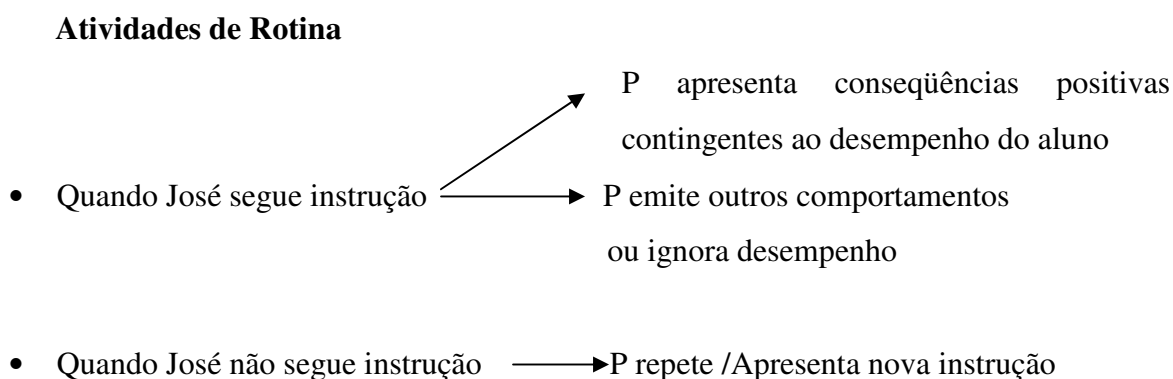 Atividades de Rotina
P apresenta conseqüências positivas
contingentes ao desempenho do aluno
• Quando José segue instrução P emite outros comportamentos
ou ignora desempenho
• Quando José não segue instrução P repete /Apresenta nova instrução